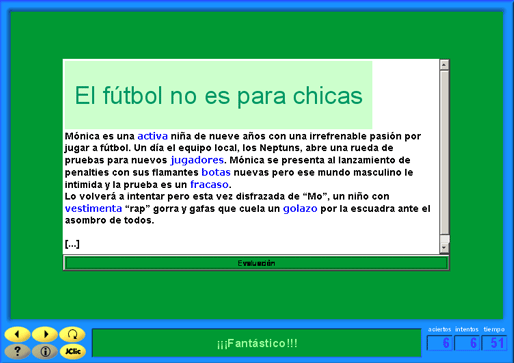 El fútbol no es para chicas
Mónica es una activa niña de nueve años con una irrefrenable pasión por
jugar a fútbol. Un día el equipo local, los Neptuns, abre una rueda de
pruebas para nuevos jugadores. Mónica se presenta al lanzamiento de
penalties con sus flamantes botas nuevas pero ese mundo masculino le
intimida y la prueba es un fracaso.
Lo volverá a intentar pero esta vez disfrazada de “Mo”, un niño con
vestimenta “rap” gorra y gafas que cuela un golazo por la escuadra ante el
asombro de todos.
[...]
Evaluación
¡¡¡Fantástico!!!
JClic
aciertos intentos tiempo
6 6 51